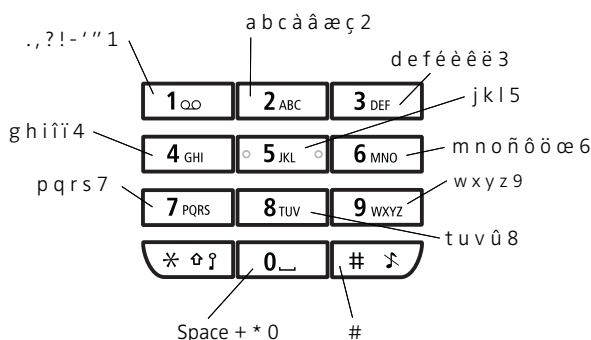 a b c à â æ ç 2
. , ? ! - ‘ ” 1
d e f é è ê ë 3
1 2 ABC 3 DEF
j k l 5
g h i î ï 4
4 GHI 5 JKL 6 MNO
m n o ñ ô ö œ 6
p q r s 7
w x y z 9
7 PQRS 8 TUV 9 WXYZ
t u v û 8
* 0 #
Space + * 0
#